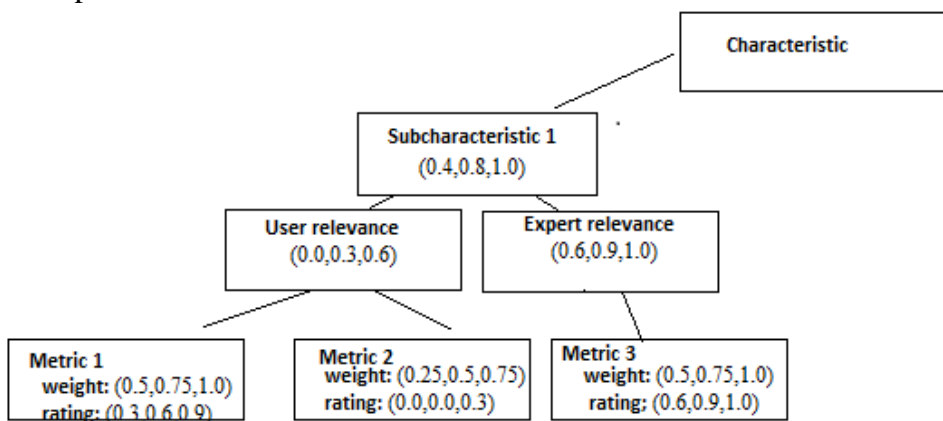 Characteristic
Subcharacteristic 1
(0.4,0.8,1.0)
User relevance
(0.0,0.3,0.6)
Expert relevance
(0.6,0.9,1.0)
Metric 1
weight: (0.5,0.75,1.0)
rating: (0.3,0.6,0.9)
Metric 2
weight: (0.25,0.5,0.75)
rating: (0.0,0.0,0.3)
Metric 3
weight: (0.5,0.75,1.0)
rating; (0.6,0.9,1.0)